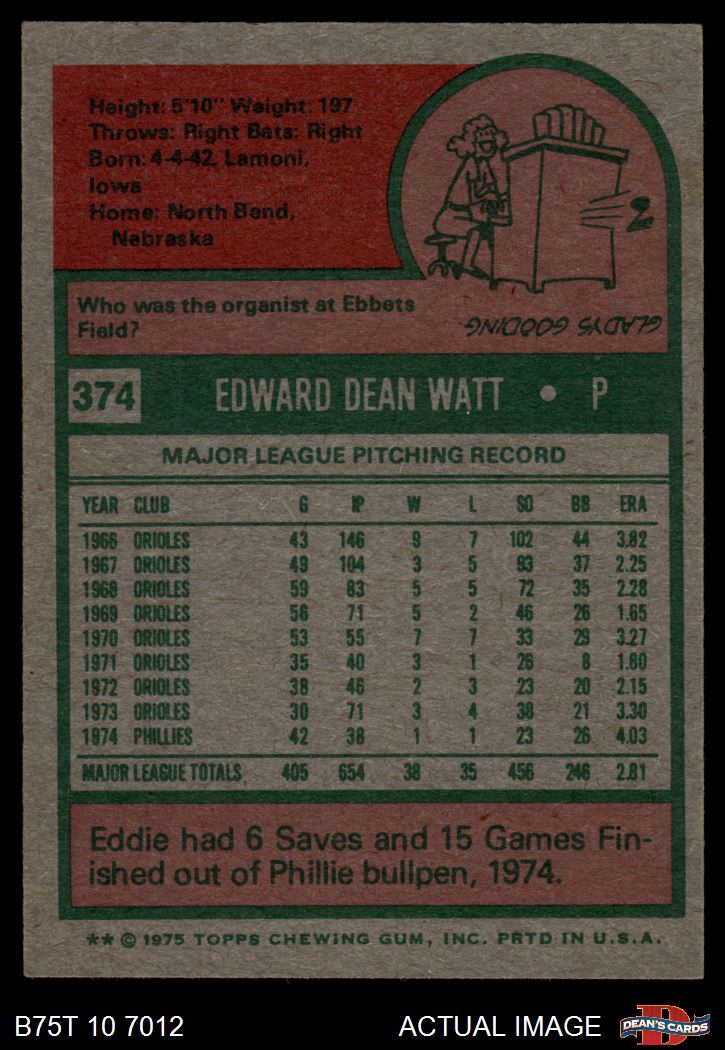 Height: 5'10" Weight: 197
Throws: Right Bats: Right
Born: 4-4-42, Lamoni,
Iowa
Home: North Bend,
Nebraska
Who was the organist at Ebbets
Field?
GLADYS GOODING
374 EDWARD DEAN WATT • P
MAJOR LEAGUE PITCHING RECORD
YEAR CLUB G IP W L SO BB ERA
1966 ORIOLES 43 146 9 7 102 44 3.82
1967 ORIOLES 49 104 3 5 93 37 2.25
1968 ORIOLES 59 83 5 5 72 35 2.28
1969 ORIOLES 56 71 5 2 46 26 1.65
1970 ORIOLES 53 55 7 7 33 29 3.27
1971 ORIOLES 35 40 3 1 26 8 1.80
1972 ORIOLES 38 46 2 3 23 20 2.15
1973 ORIOLES 30 71 3 4 38 21 3.30
1974 PHILLIES 42 38 1 1 23 26 4.03
MAJOR LEAGUE TOTALS 405 654 38 35 456 246 2.81
Eddie had 6 Saves and 15 Games Fin-
ished out of Phillie bullpen, 1974.
** © 1975 TOPPS CHEWING GUM, INC. PRTD IN U.S.A.
B75T 10 7012 ACTUAL IMAGE D DEAN'S CARDS